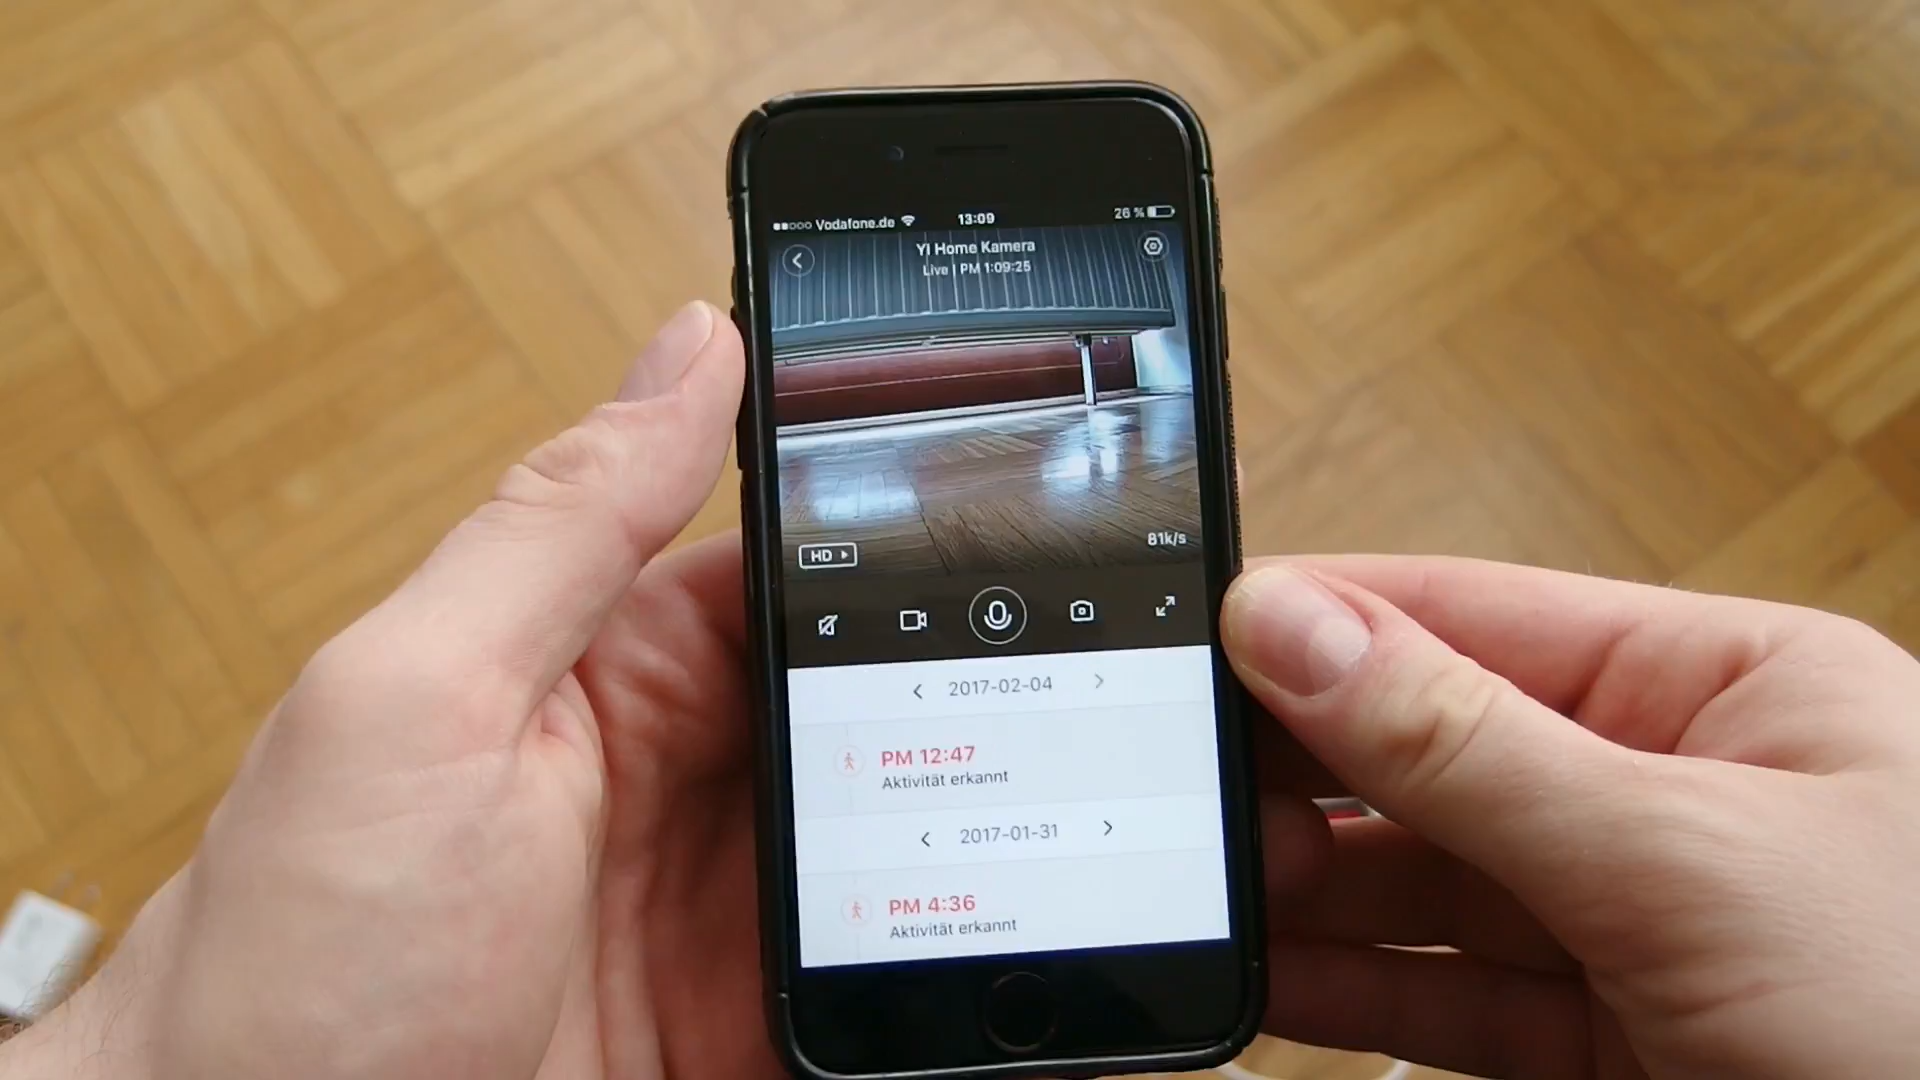 Vodafone.de 13:09 26 %
YI Home Kamera
Live | PM 1:09:25
HD
81k/s
2017-02-04
PM 12:47
Aktivität erkannt
2017-01-31
PM 4:36
Aktivität erkannt